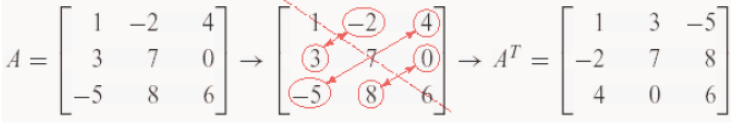 1 -2 4 1 -2 4 1 3 -5
A = 3 7 0 → 3 7 0 → A^T = -2 7 8
-5 8 6 -5 8 6 4 0 6